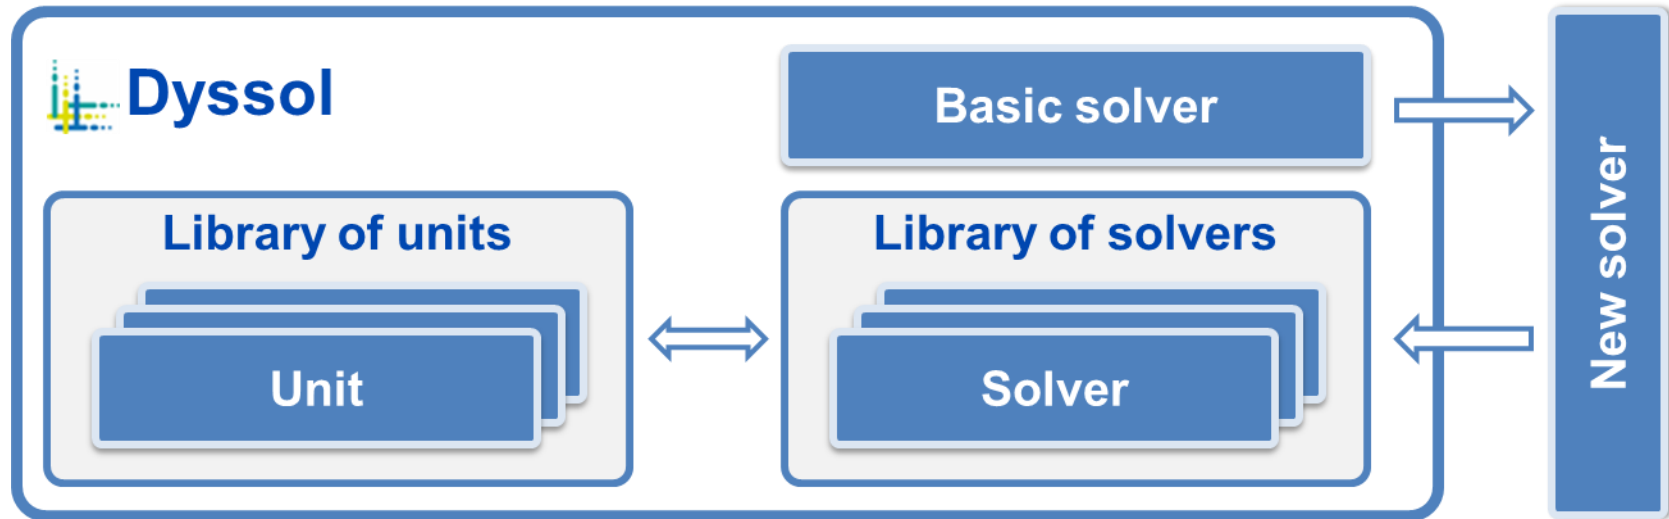 Dyssol
Basic solver
Library of units
Unit
Library of solvers
Solver
New solver